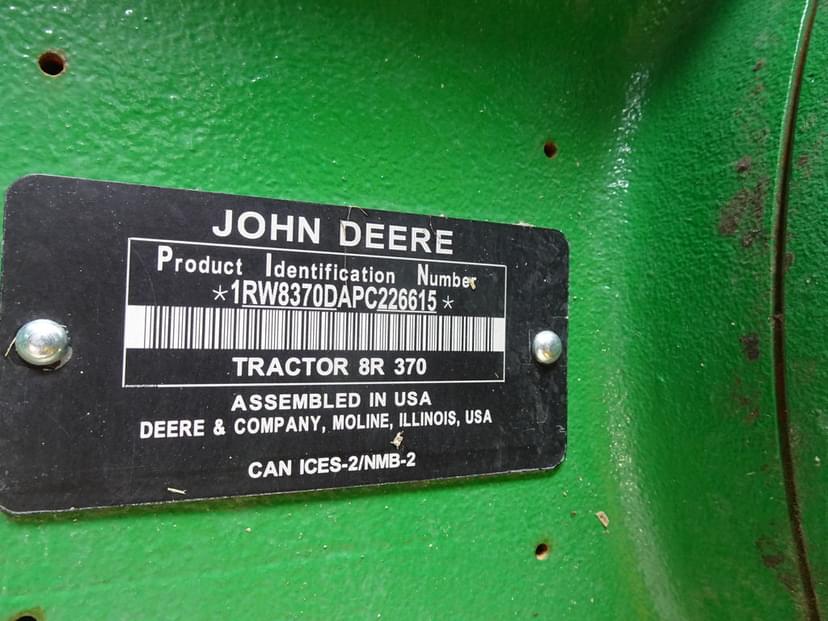 JOHN DEERE
Product Identification Number
*1RW8370DAPC226615*
TRACTOR 8R 370
ASSEMBLED IN USA
DEERE & COMPANY, MOLINE, ILLINOIS, USA
CAN ICES-2/NMB-2